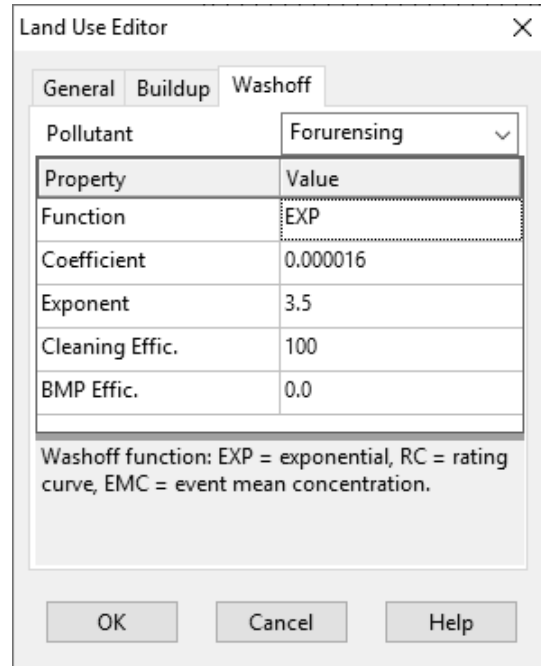 Land Use Editor
General Buildup Washoff
Pollutant Forurensing
Property Value
Function EXP
Coefficient 0.000016
Exponent 3.5
Cleaning Effic. 100
BMP Effic. 0.0
Washoff function: EXP = exponential, RC = rating
curve, EMC = event mean concentration.
OK Cancel Help